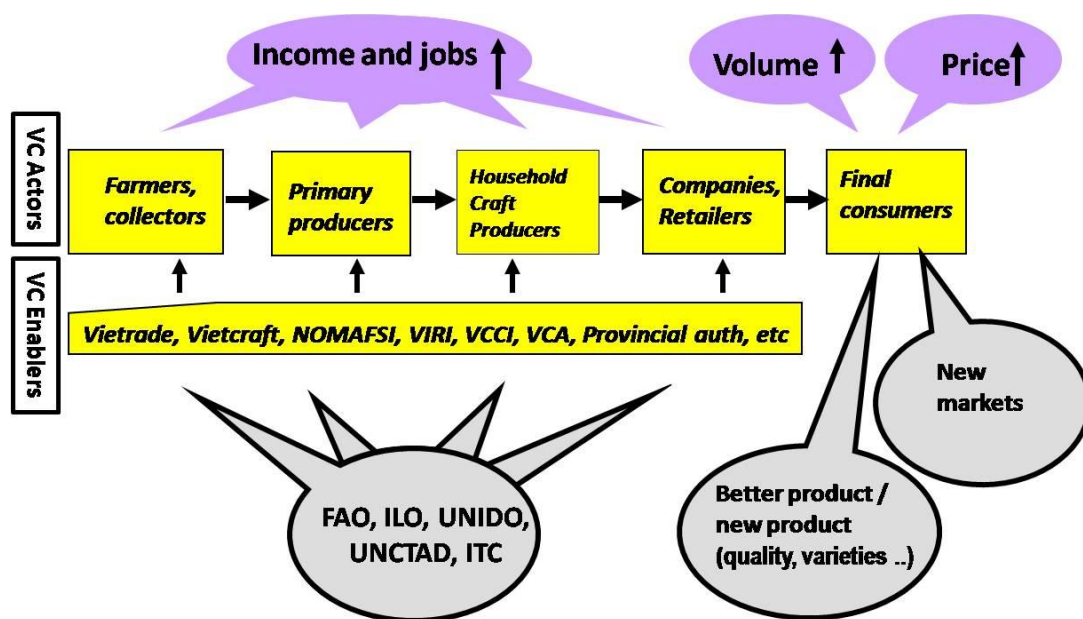 Income and jobs
Volume
Price
VC Actors
Farmers,
collectors
Primary
producers
Household
Craft
Producers
Companies,
Retailers
Final
consumers
VC Enablers
Vietrade, Vietcraft, NOMAFSI, VIRI, VCCI, VCA, Provincial auth, etc
New
markets
FAO, ILO, UNIDO,
UNCTAD, ITC
Better product /
new product
(quality, varieties ..)